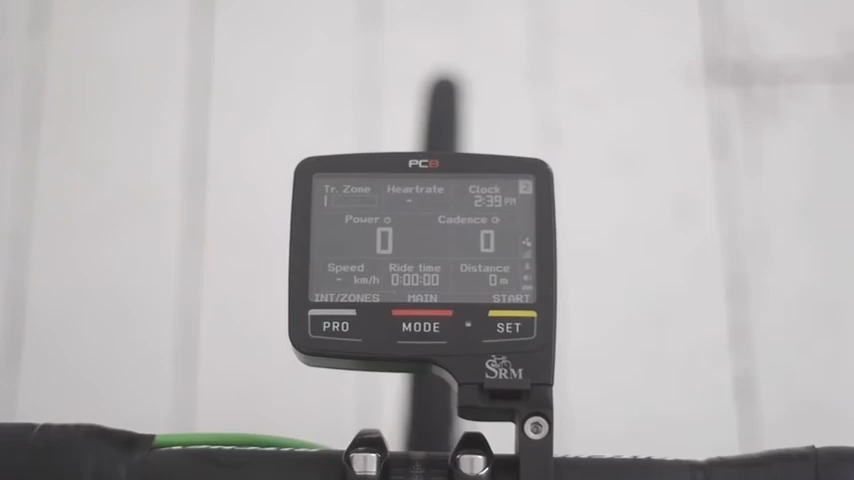 PC8
Tr. Zone Heartrate Clock 2
1 - 2:39 PM
Power Cadence
0 0
Speed Ride time Distance
- km/h 0:00:00 0 m
INT/ZONES MAIN START
PRO MODE SET
SRM